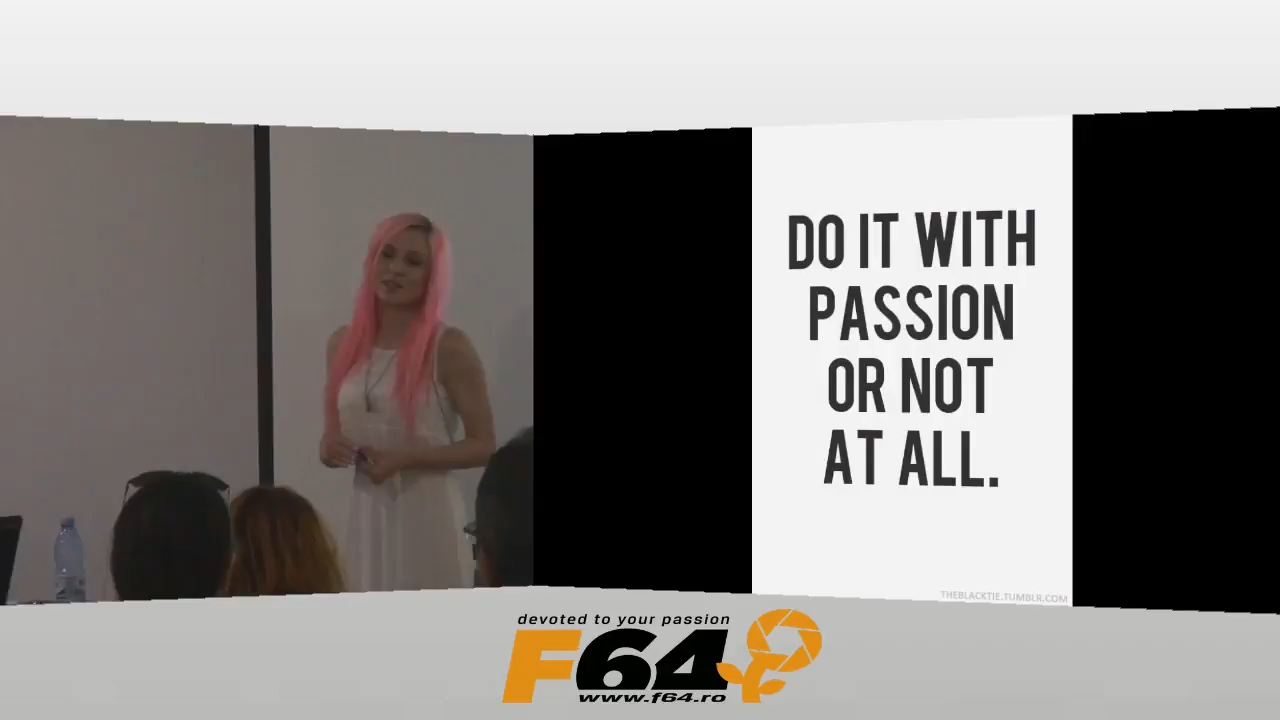 DO IT WITH
PASSION
OR NOT
AT ALL.
THEBLACKTIE.TUMBLR.COM
devoted to your passion
F64
www.f64.ro